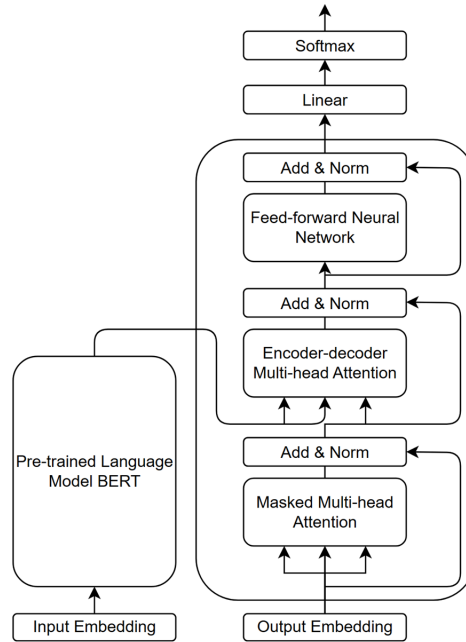 Softmax
Linear
Add & Norm
Feed-forward Neural
Network
Add & Norm
Encoder-decoder
Multi-head Attention
Add & Norm
Masked Multi-head
Attention
Output Embedding
Pre-trained Language
Model BERT
Input Embedding